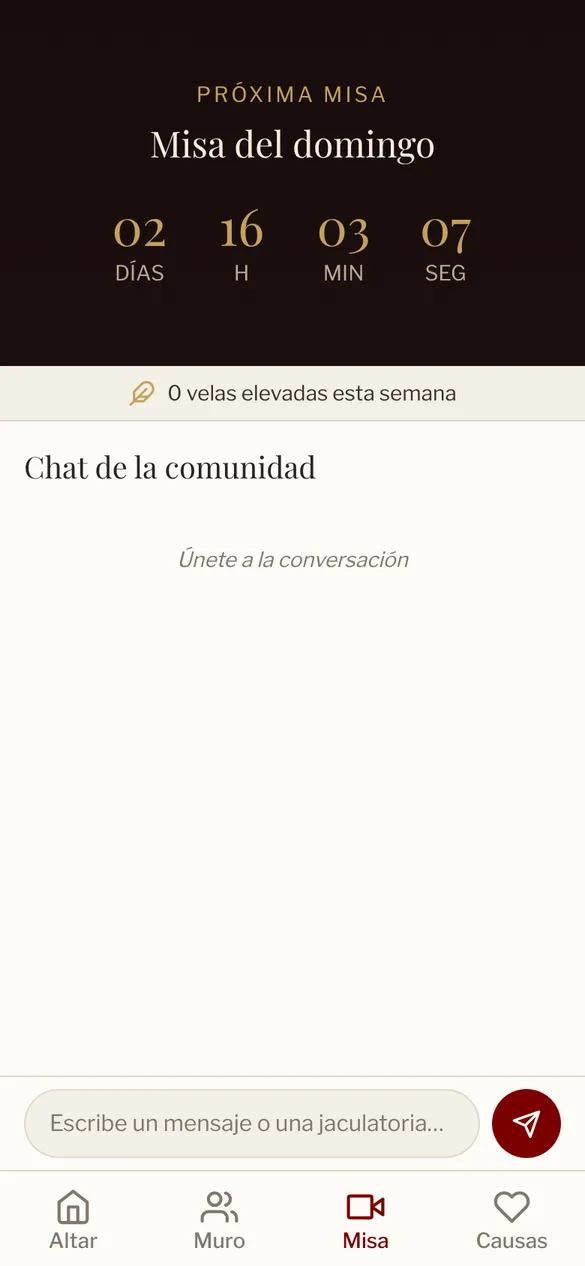 PRÓXIMA MISA
Misa del domingo
02 16 03 07
DÍAS H MIN SEG
0 velas elevadas esta semana
Chat de la comunidad
Únete a la conversación
Escribe un mensaje o una jaculatoria...
Altar Muro Misa Causas